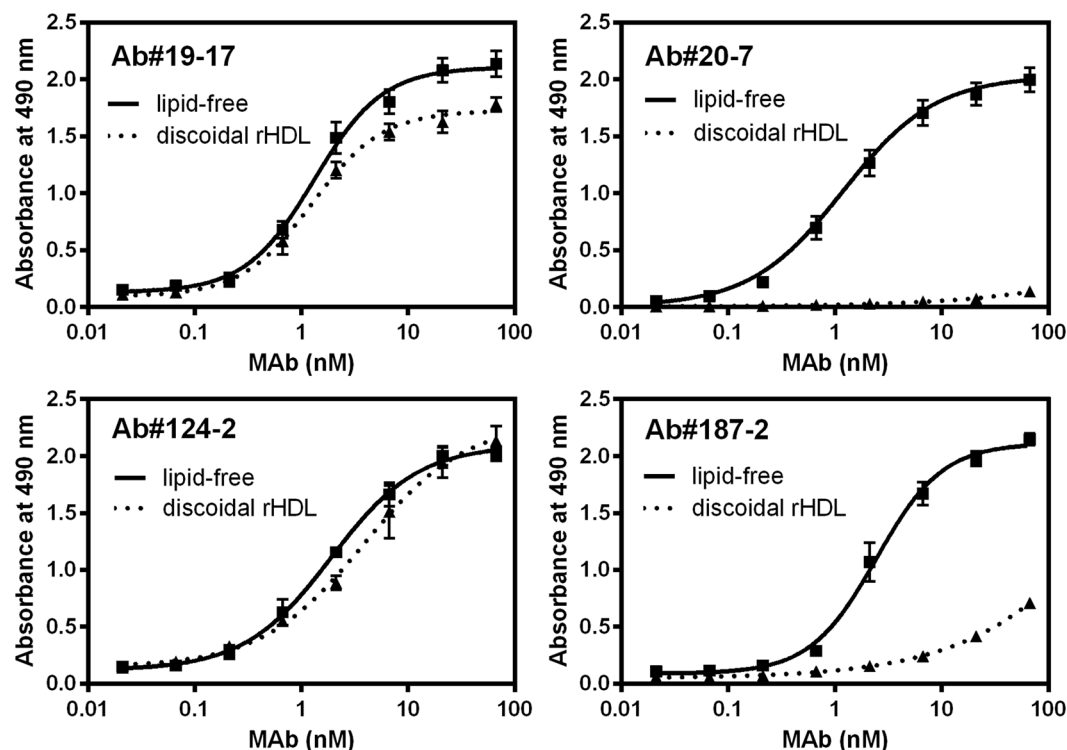 Ab#19-17
lipid-free
discoidal rHDL
Absorbance at 490 nm
2.5
2.0
1.5
1.0
0.5
0.0
0.01 0.1 1 10 100
MAb (nM)
Ab#20-7
lipid-free
discoidal rHDL
Absorbance at 490 nm
2.5
2.0
1.5
1.0
0.5
0.0
0.01 0.1 1 10 100
MAb (nM)
Ab#124-2
lipid-free
discoidal rHDL
Absorbance at 490 nm
2.5
2.0
1.5
1.0
0.5
0.0
0.01 0.1 1 10 100
MAb (nM)
Ab#187-2
lipid-free
discoidal rHDL
Absorbance at 490 nm
2.5
2.0
1.5
1.0
0.5
0.0
0.01 0.1 1 10 100
MAb (nM)